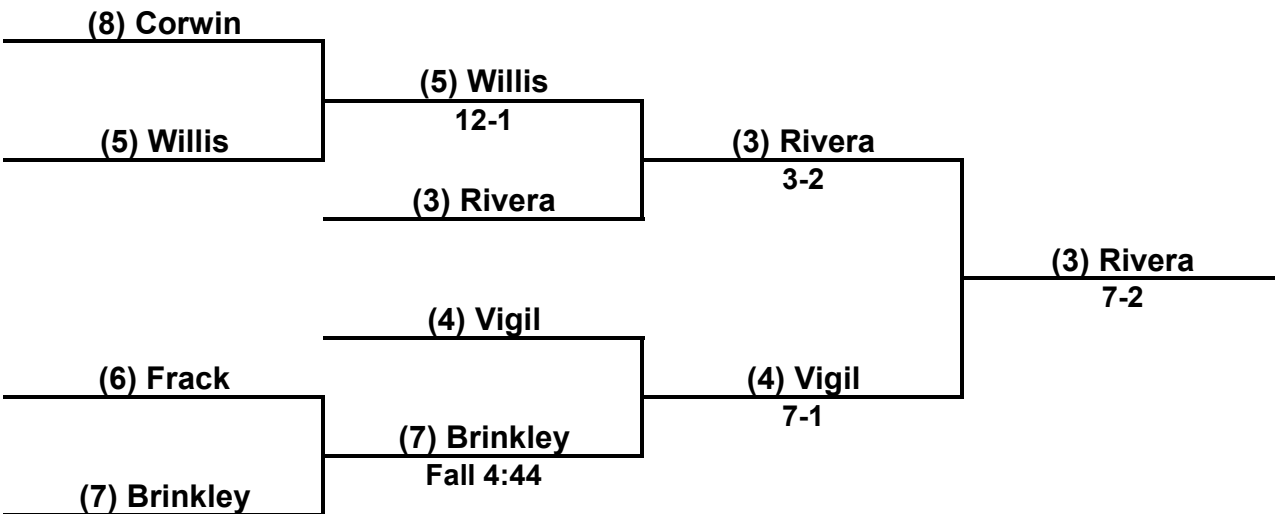 (8) Corwin
(5) Willis
12-1
(5) Willis
(3) Rivera
3-2
(3) Rivera
(3) Rivera
7-2
(4) Vigil
(6) Frack
(4) Vigil
7-1
(7) Brinkley
Fall 4:44
(7) Brinkley